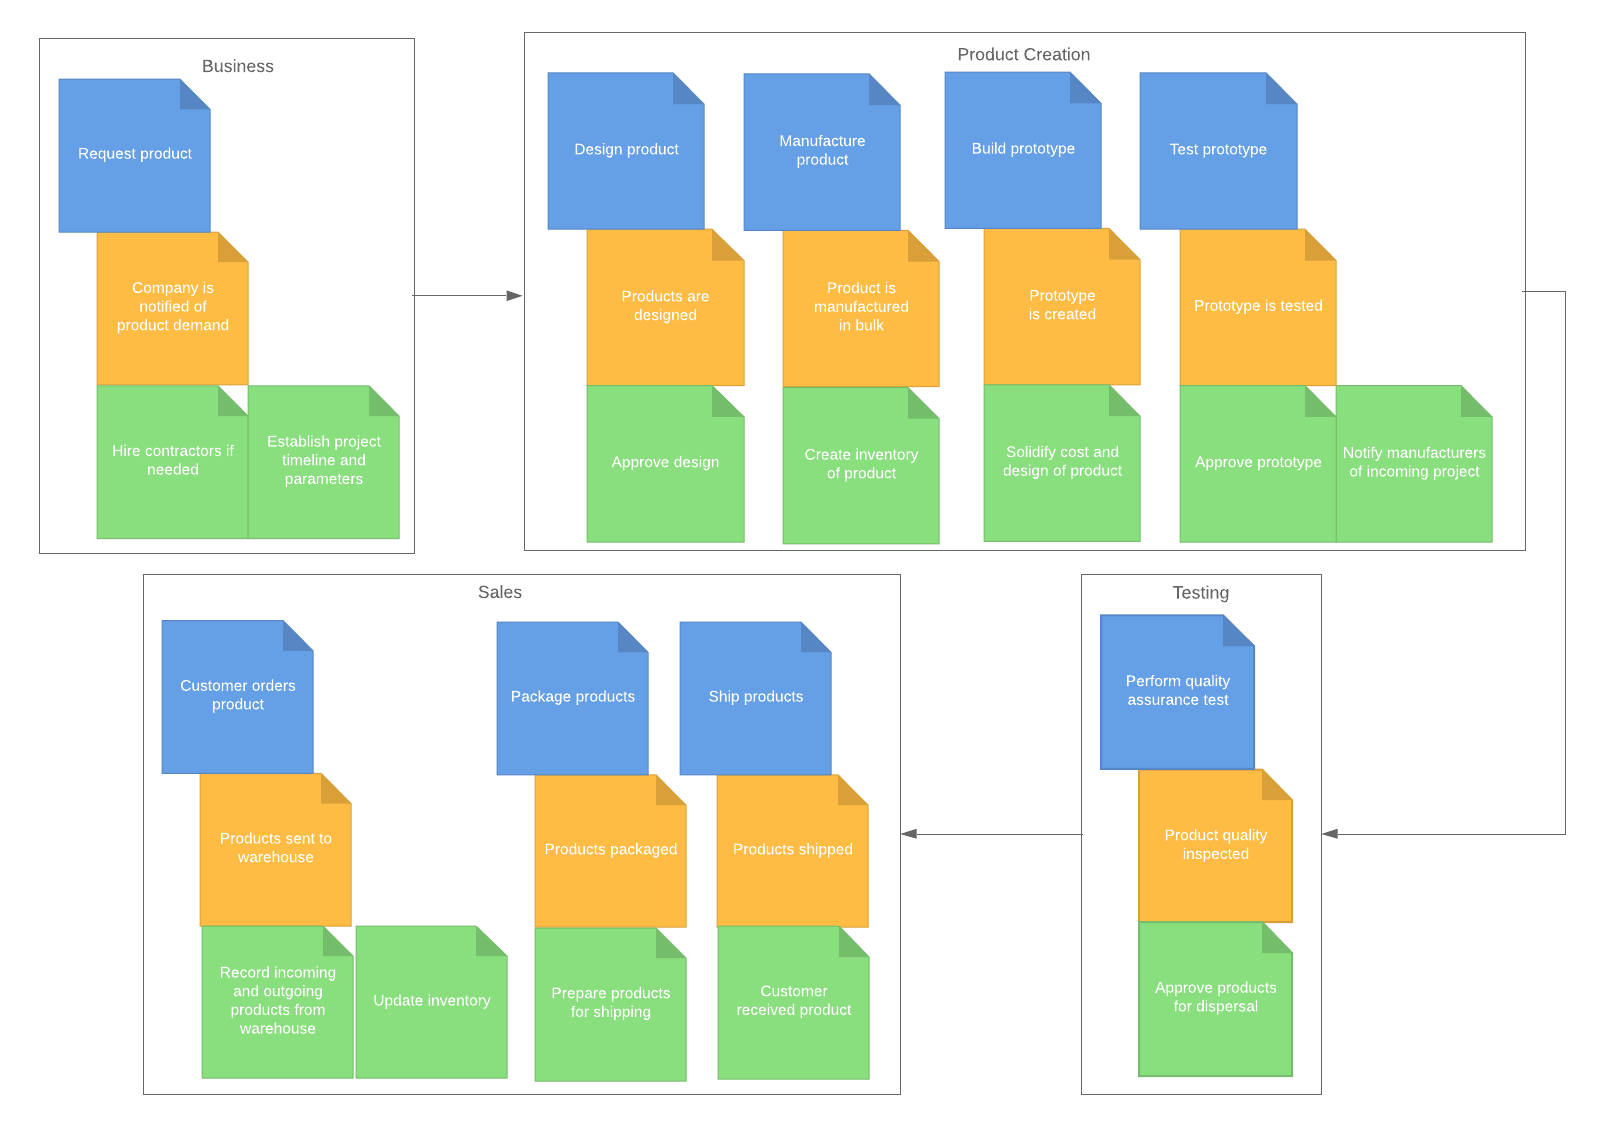 Business
Request product
Company is
notified of
product demand
Hire contractors if
needed
Establish project
timeline and
parameters
Product Creation
Design product
Products are
designed
Approve design
Manufacture
product
Product is
manufactured
in bulk
Create inventory
of product
Build prototype
Prototype
is created
Solidify cost and
design of product
Test prototype
Prototype is tested
Approve prototype
Notify manufacturers
of incoming project
Sales
Customer orders
product
Products sent to
warehouse
Record incoming
and outgoing
products from
warehouse
Update inventory
Package products
Products packaged
Prepare products
for shipping
Ship products
Products shipped
Customer
received product
Testing
Perform quality
assurance test
Product quality
inspected
Approve products
for dispersal